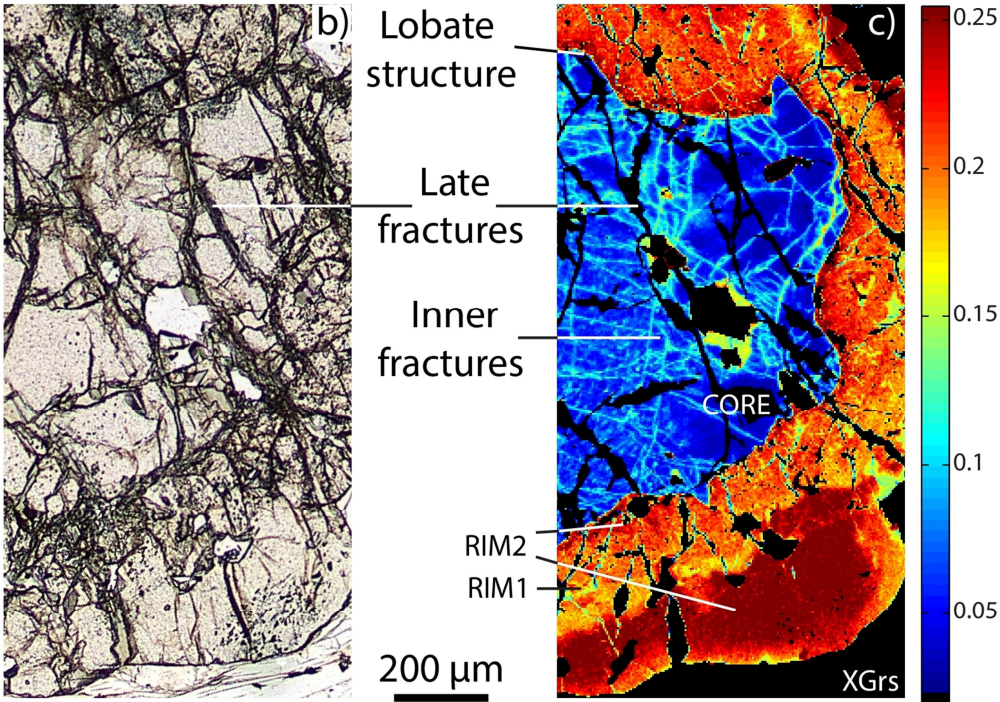 b)
Lobate
structure
c)
0.25
Late
fractures
0.2
0.15
Inner
fractures
CORE
0.1
RIM2
RIM1
0.05
200 µm
XGrs